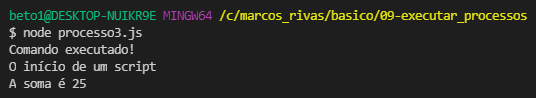 beto1@DESKTOP-NUIKR9E MINGW64 /c/marcos_rivas/basico/09-executar_processos
$ node processo3.js
Comando executado!
O início de um script
A soma é 25